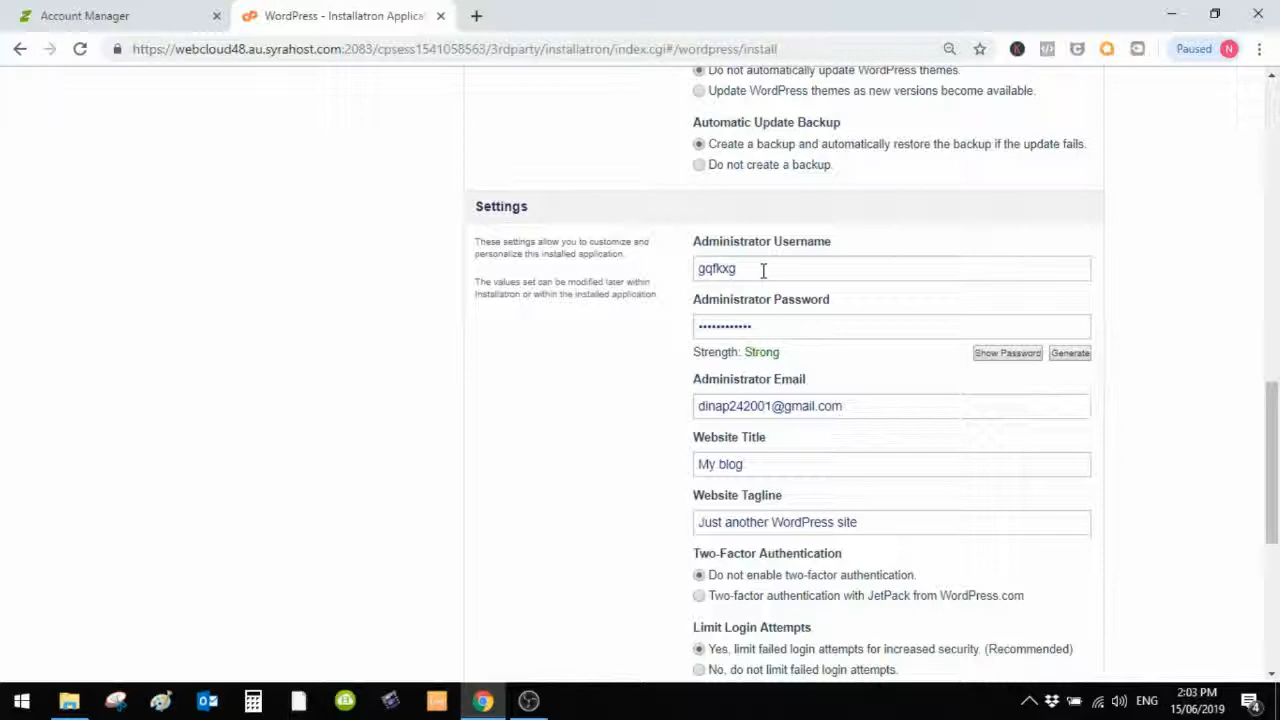 Account Manager
WordPress - Installatron Applica
https://webcloud48.au.syrahost.com:2083/cpsess1541058563/3rdparty/installatron/index.cgi#/wordpress/install
Paused
N
Do not automatically update WordPress themes.
Update WordPress themes as new versions become available.
Automatic Update Backup
Create a backup and automatically restore the backup if the update fails.
Do not create a backup.
Settings
These settings allow you to customize and
personalize this installed application.
The values set can be modified later within
Installatron or within the installed application.
Administrator Username
gqfkxg
Administrator Password
••••••••••••
Strength: Strong
Show Password
Generate
Administrator Email
dinap242001@gmail.com
Website Title
My blog
Website Tagline
Just another WordPress site
Two-Factor Authentication
Do not enable two-factor authentication.
Two-factor authentication with JetPack from WordPress.com
Limit Login Attempts
Yes, limit failed login attempts for increased security. (Recommended)
No, do not limit failed login attempts.
ENG
2:03 PM
15/06/2019
4